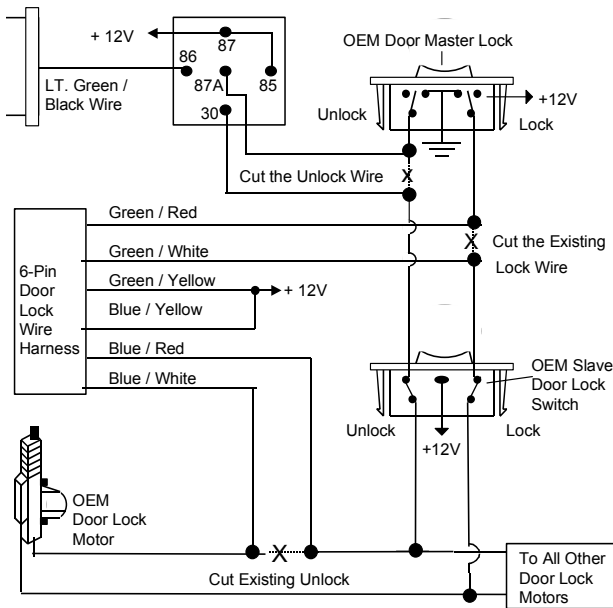 + 12V
87
OEM Door Master Lock
86
LT. Green /
Black Wire
87A
85
30
+12V
Unlock
Lock
Cut the Unlock Wire
X
Green / Red
X
Cut the Existing
Lock Wire
Green / White
6-Pin
Door
Lock
Wire
Harness
Green / Yellow
+ 12V
Blue / Yellow
Blue / Red
Blue / White
OEM Slave
Door Lock
Switch
Unlock
Lock
+12V
OEM
Door Lock
Motor
X
Cut Existing Unlock
To All Other
Door Lock
Motors